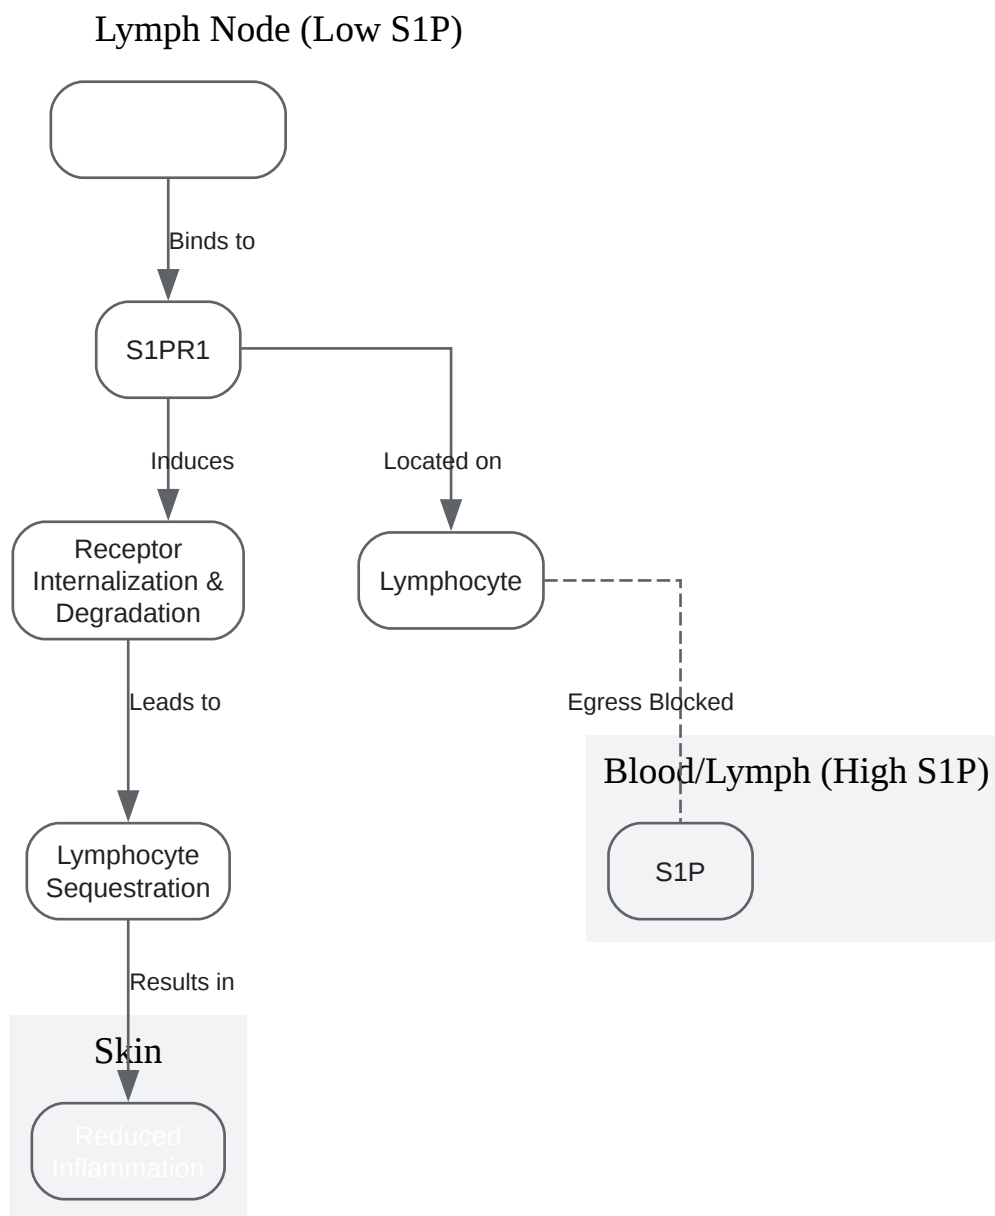 Lymph Node (Low S1P)
Binds to
S1PR1
Induces
Located on
Receptor
Internalization &
Degradation
Lymphocyte
Leads to
Egress Blocked
Blood/Lymph (High S1P)
Lymphocyte
Sequestration
S1P
Results in
Skin
Reduced
Inflammation